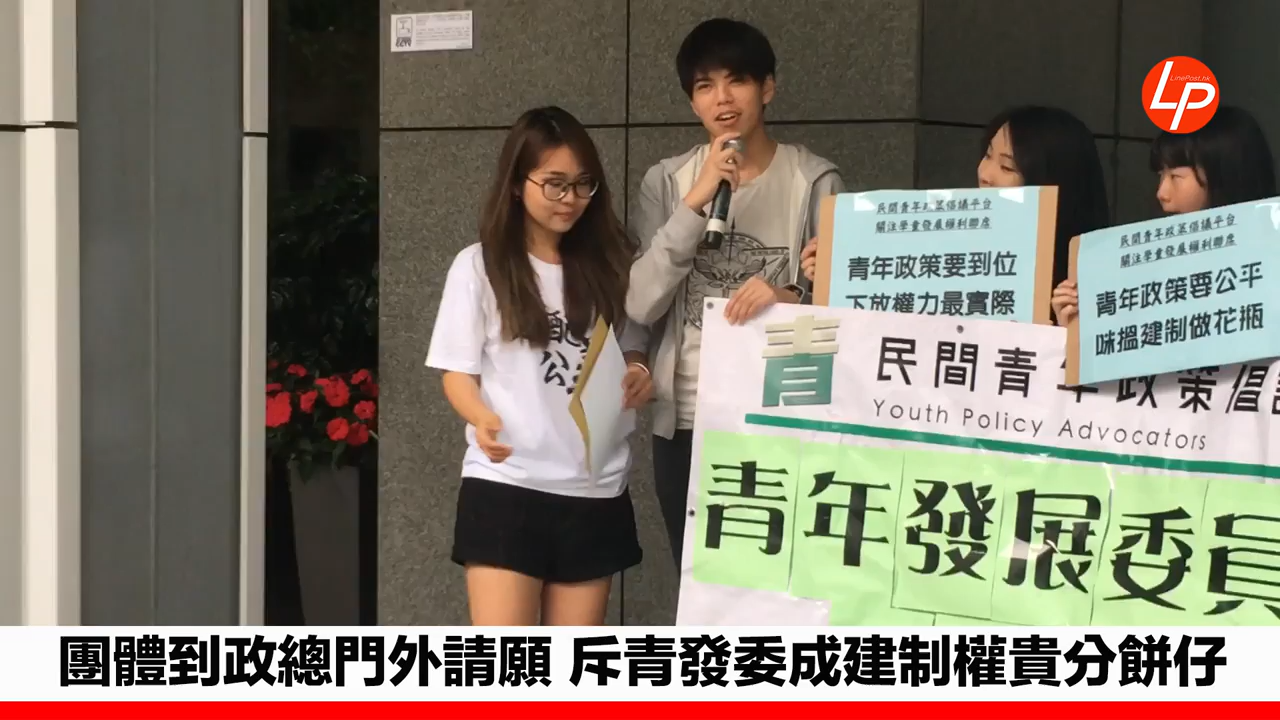 LinePost.hk
LP
民間青年政策倡議平台
關注學童發展權利聯席
青年政策要到位
下放權力最實際
民間青年政策倡議平台
關注學童發展權利聯席
青年政策要公平
咪搵建制做花瓶
青 民間青年政策倡
Youth Policy Advocators
青年發展委員
團體到政總門外請願 斥青發委成建制權貴分餅仔